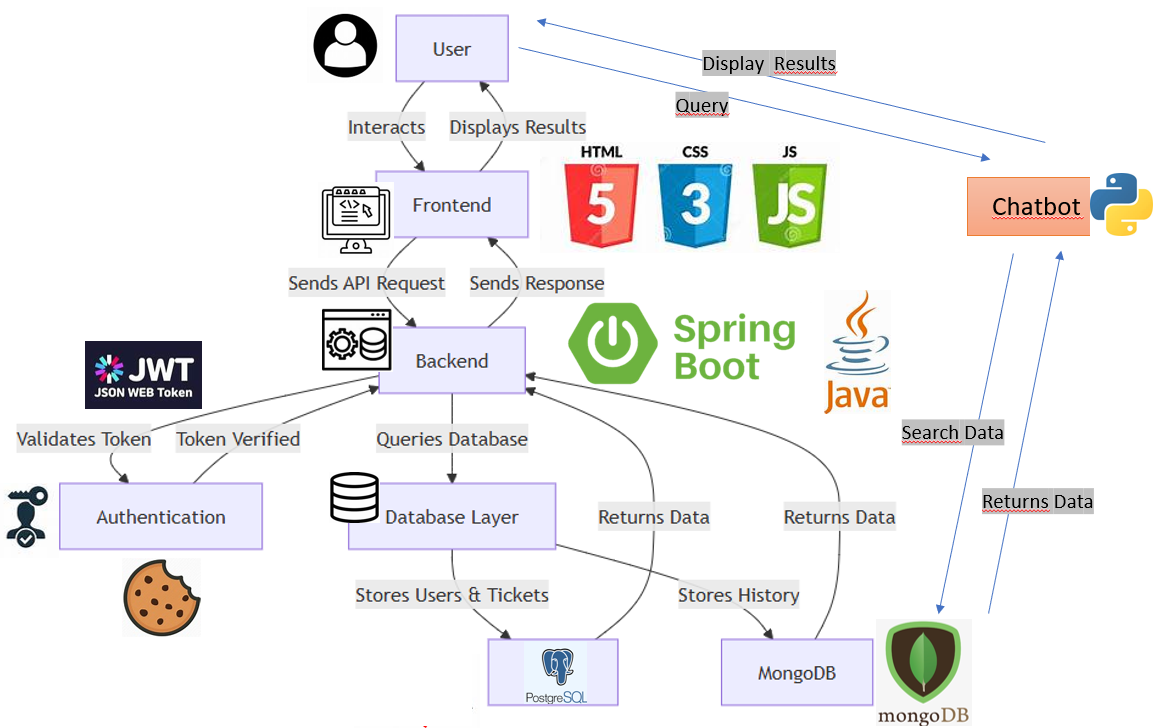 User
Display Results
Query
Interacts
Displays Results
HTML
CSS
JS
5
3
JS
Frontend
Chatbot
Sends API Request
Sends Response
Spring
Boot
Java
Backend
JWT
JSON WEB Token
Validates Token
Token Verified
Queries Database
Search Data
Returns Data
Authentication
Database Layer
Returns Data
Returns Data
Stores Users & Tickets
Stores History
PostgreSQL
MongoDB
mongoDB